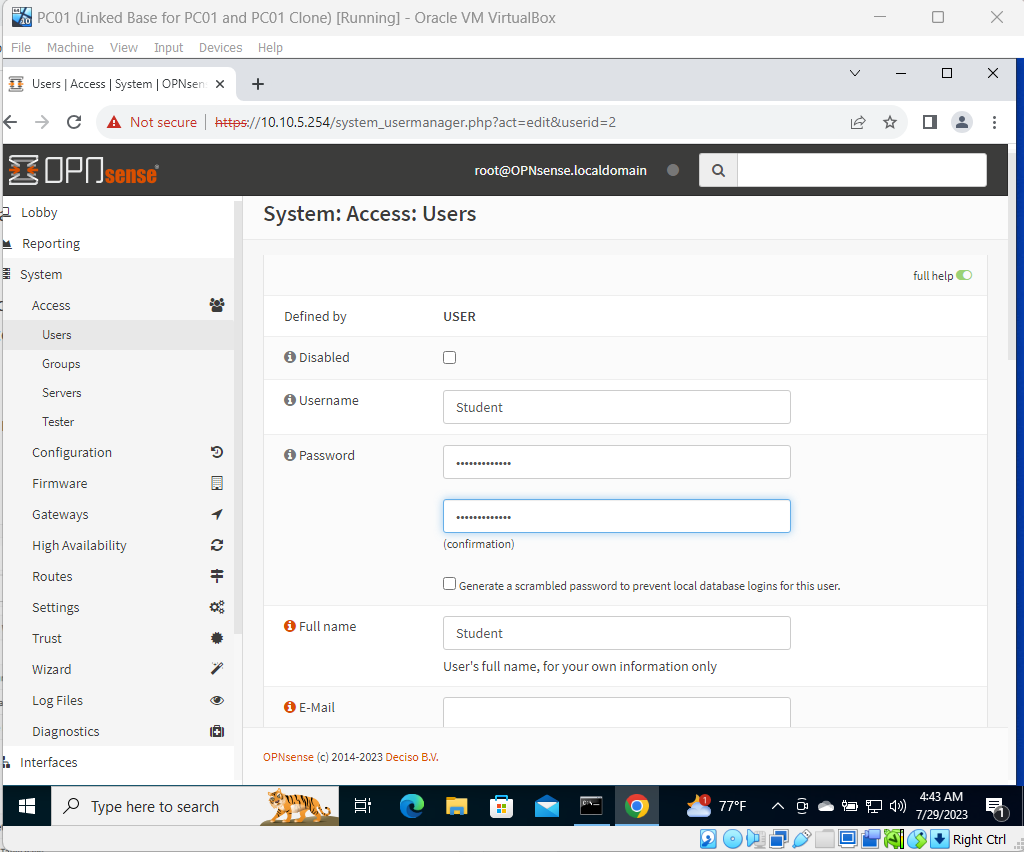 PC01 (Linked Base for PC01 and PC01 Clone) [Running] - Oracle VM VirtualBox
File Machine View Input Devices Help
Users | Access | System | OPNsen
Not secure https://10.10.5.254/system_usermanager.php?act=edit&userid=2
OPNsense
root@OPNsense.localdomain
Lobby
Reporting
System
Access
Users
Groups
Servers
Tester
Configuration
Firmware
Gateways
High Availability
Routes
Settings
Trust
Wizard
Log Files
Diagnostics
Interfaces
System: Access: Users
full help
Defined by USER
Disabled
Username Student
Password •••••••••••••
•••••••••••••
(confirmation)
Generate a scrambled password to prevent local database logins for this user.
Full name Student
User's full name, for your own information only
E-Mail
OPNsense (c) 2014-2023 Deciso B.V.
Type here to search
1
77°F
4:43 AM
7/29/2023
1
Right Ctrl